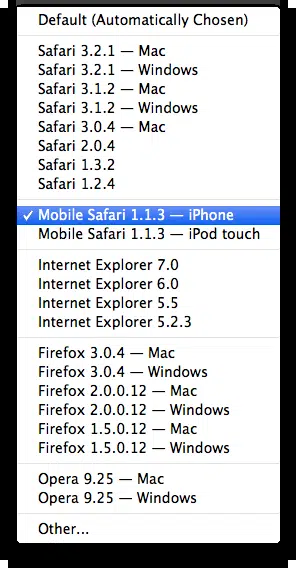 Default (Automatically Chosen)
Safari 3.2.1 — Mac
Safari 3.2.1 — Windows
Safari 3.1.2 — Mac
Safari 3.1.2 — Windows
Safari 3.0.4 — Mac
Safari 2.0.4
Safari 1.3.2
Safari 1.2.4
✓ Mobile Safari 1.1.3 — iPhone
Mobile Safari 1.1.3 — iPod touch
Internet Explorer 7.0
Internet Explorer 6.0
Internet Explorer 5.5
Internet Explorer 5.2.3
Firefox 3.0.4 — Mac
Firefox 3.0.4 — Windows
Firefox 2.0.0.12 — Mac
Firefox 2.0.0.12 — Windows
Firefox 1.5.0.12 — Mac
Firefox 1.5.0.12 — Windows
Opera 9.25 — Mac
Opera 9.25 — Windows
Other...